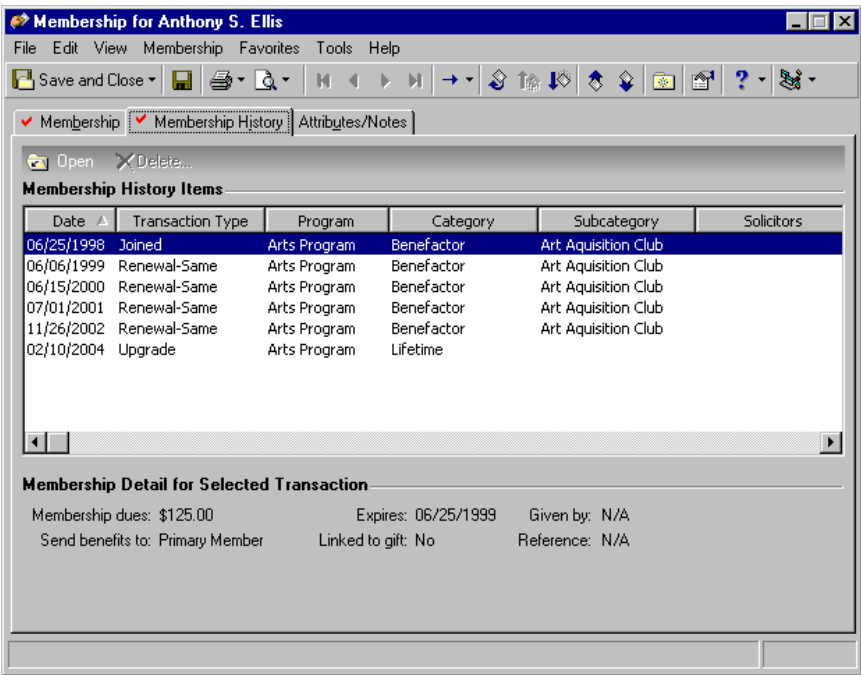 Membership for Anthony S. Ellis
File Edit View Membership Favorites Tools Help
Save and Close
Membership Membership History Attributes/Notes
Open Delete...
Membership History Items
Date Transaction Type Program Category Subcategory Solicitors
06/25/1998 Joined Arts Program Benefactor Art Aquisition Club
06/06/1999 Renewal-Same Arts Program Benefactor Art Aquisition Club
06/15/2000 Renewal-Same Arts Program Benefactor Art Aquisition Club
07/01/2001 Renewal-Same Arts Program Benefactor Art Aquisition Club
11/26/2002 Renewal-Same Arts Program Benefactor Art Aquisition Club
02/10/2004 Upgrade Arts Program Lifetime
Membership Detail for Selected Transaction
Membership dues: $125.00 Expires: 06/25/1999 Given by: N/A
Send benefits to: Primary Member Linked to gift: No Reference: N/A